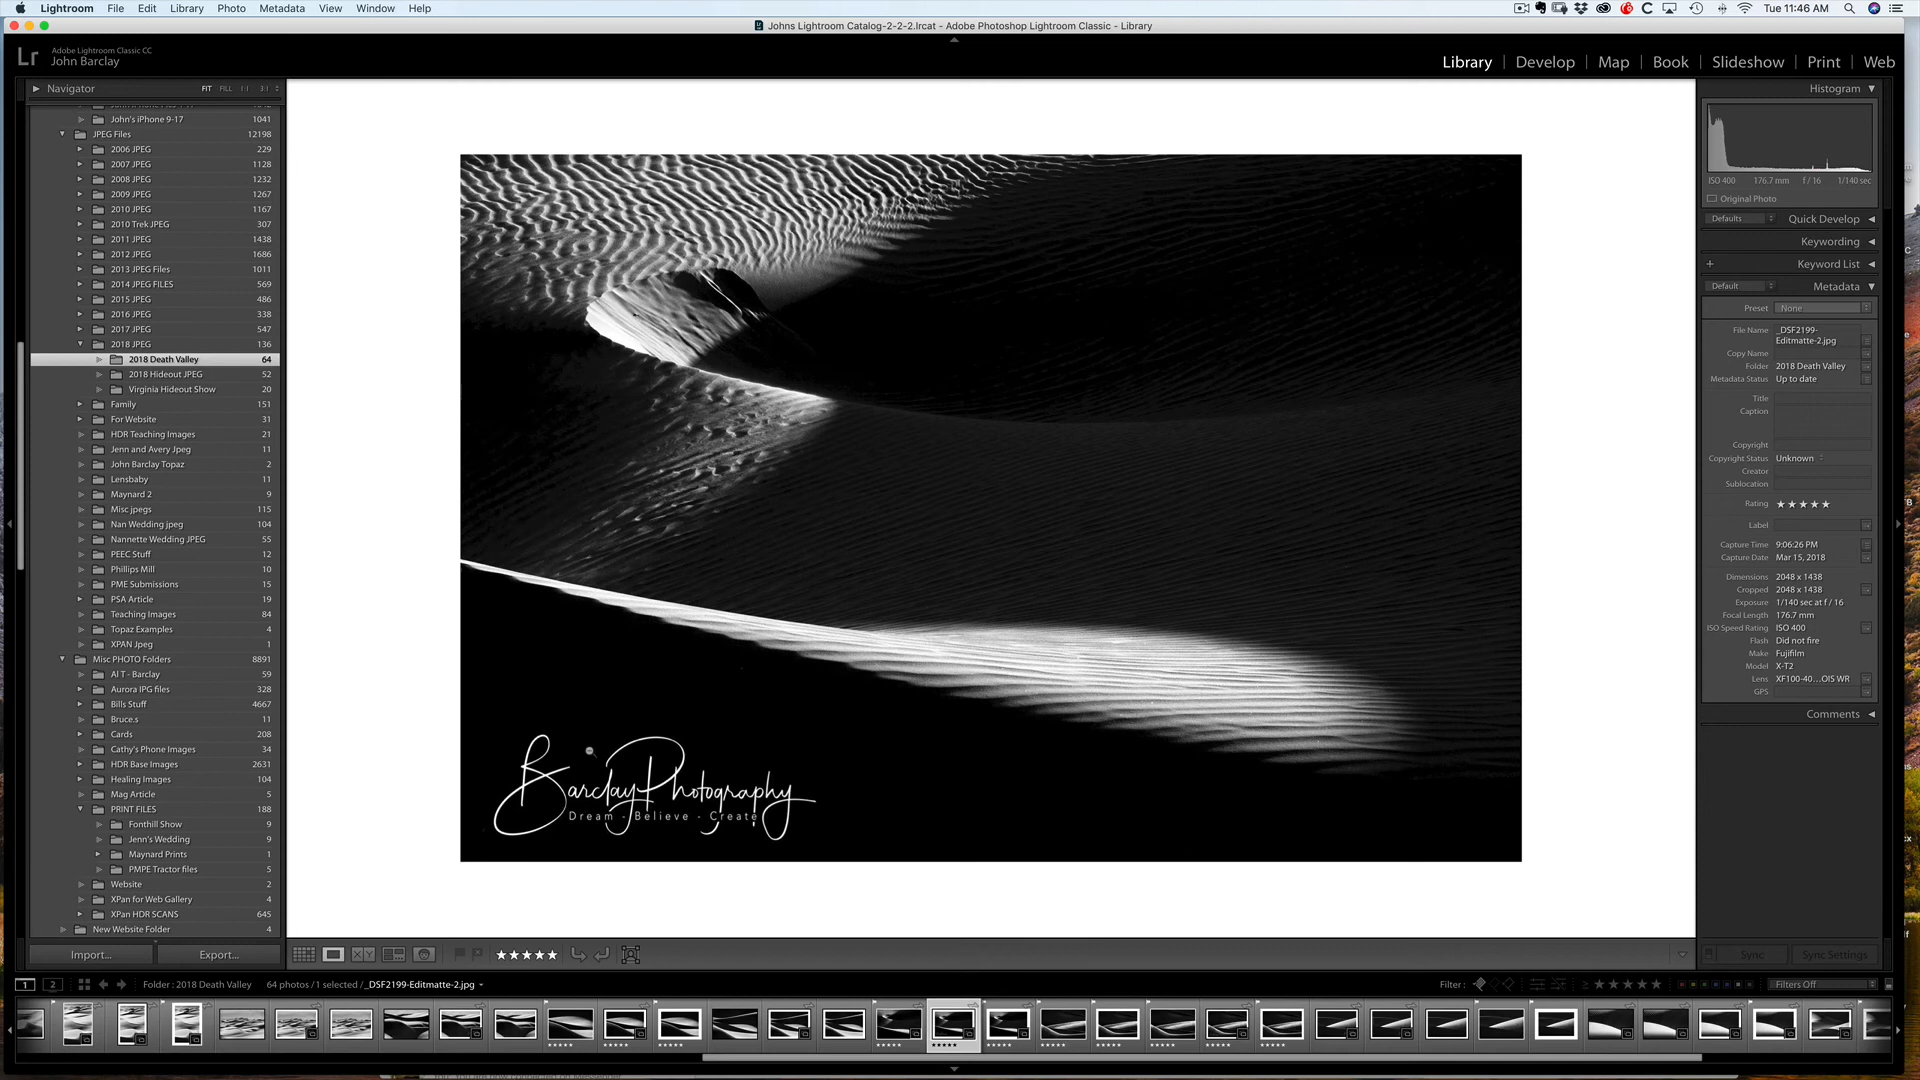 Lightroom File Edit Library Photo Metadata View Window Help
Tue 11:46 AM
Johns Lightroom Catalog-2-2-2.lrcat - Adobe Photoshop Lightroom Classic - Library
Lr
Adobe Lightroom Classic CC
John Barclay
Library | Develop | Map | Book | Slideshow | Print | Web
Navigator FIT FILL 1:1 3:1
John's iPhone 9-17 1041
JPEG Files 12198
2006 JPEG 229
2007 JPEG 1128
2008 JPEG 1232
2009 JPEG 1267
2010 JPEG 1167
2010 Trek JPEG 307
2011 JPEG 1438
2012 JPEG 1686
2013 JPEG Files 1011
2014 JPEG FILES 569
2015 JPEG 486
2016 JPEG 338
2017 JPEG 547
2018 JPEG 136
2018 Death Valley 64
2018 Hideout JPEG 52
Virginia Hideout Show 20
Family 151
For Website 31
HDR Teaching Images 21
Jenn and Avery Jpeg 11
John Barclay Topaz 2
Lensbaby 11
Maynard 2 9
Misc jpegs 115
Nan Wedding jpeg 104
Nannette Wedding JPEG 55
PEEC Stuff 12
Phillips Mill 10
PME Submissions 15
PSA Article 19
Teaching Images 84
Topaz Examples 4
XPAN Jpeg 1
Misc PHOTO Folders 8891
Al T - Barclay 59
Aurora IPG files 328
Bills Stuff 4667
Bruce.s 11
Cards 208
Cathy's Phone Images 34
HDR Base Images 2631
Healing Images 104
Mag Article 5
PRINT FILES 188
Fonthill Show 9
Jenn's Wedding 9
Maynard Prints 1
PMPE Tractor files 5
Website 2
XPan for Web Gallery 4
XPan HDR SCANS 645
New Website Folder 4
Import... Export...
Barclay Photography
Dream - Believe - Create
Histogram
ISO 400 176.7 mm f / 16 1/140 sec
Original Photo
Defaults Quick Develop
Keywording
+ Keyword List
Default Metadata
Preset None
File Name _DSF2199-
Editmatte-2.jpg
Copy Name
Folder 2018 Death Valley
Metadata Status Up to date
Title
Caption
Copyright
Copyright Status Unknown
Creator
Sublocation
Rating ★★★★★
Label
Capture Time 9:06:26 PM
Capture Date Mar 15, 2018
Dimensions 2048 x 1438
Cropped 2048 x 1438
Exposure 1/140 sec at f / 16
Focal Length 176.7 mm
ISO Speed Rating ISO 400
Flash Did not fire
Make Fujifilm
Model X-T2
Lens XF100-40...OIS WR
GPS
Comments
Sync Sync Settings
1 2 Folder : 2018 Death Valley 64 photos / 1 selected / _DSF2199-Editmatte-2.jpg
Filter : Filters Off